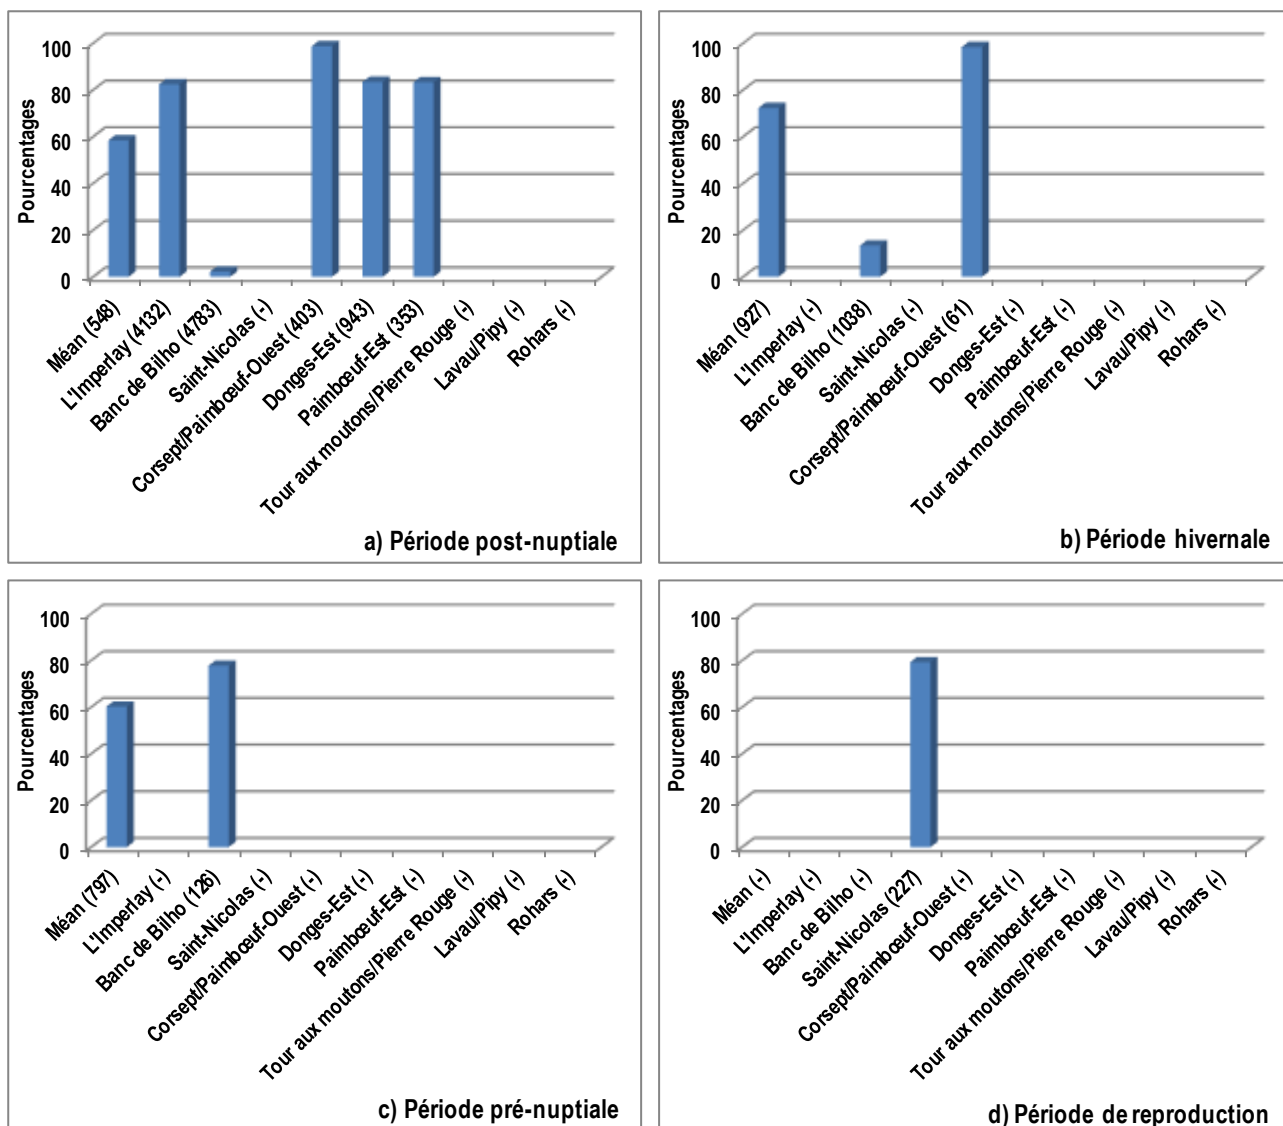 100
80
60
40
20
0
Pourcentages
Méan (548)
L'Imperlay (4132)
Banc de Bilho (4783)
Saint-Nicolas (-)
Corsept/Paimbœuf-Ouest (403)
Donges-Est (943)
Paimbœuf-Est (353)
Tour aux moutons/Pierre Rouge (-)
Lavau/Pipy (-)
Rohars (-)
a) Période post-nuptiale
100
80
60
40
20
0
Pourcentages
Méan (927)
L'Imperlay (-)
Banc de Bilho (1038)
Saint-Nicolas (-)
Corsept/Paimbœuf-Ouest (61)
Donges-Est (-)
Paimbœuf-Est (-)
Tour aux moutons/Pierre Rouge (-)
Lavau/Pipy (-)
Rohars (-)
b) Période hivernale
100
80
60
40
20
0
Pourcentages
Méan (797)
L'Imperlay (-)
Banc de Bilho (126)
Saint-Nicolas (-)
Corsept/Paimbœuf-Ouest (-)
Donges-Est (-)
Paimbœuf-Est (-)
Tour aux moutons/Pierre Rouge (-)
Lavau/Pipy (-)
Rohars (-)
c) Période pré-nuptiale
100
80
60
40
20
0
Pourcentages
Méan (-)
L'Imperlay (-)
Banc de Bilho (-)
Saint-Nicolas (227)
Corsept/Paimbœuf-Ouest (-)
Donges-Est (-)
Paimbœuf-Est (-)
Tour aux moutons/Pierre Rouge (-)
Lavau/Pipy (-)
Rohars (-)
d) Période de reproduction